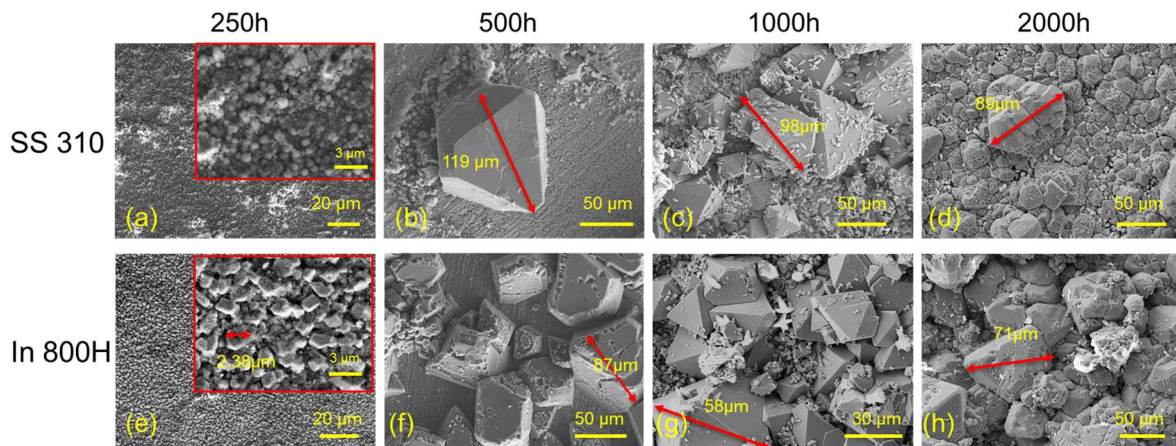 250h 500h 1000h 2000h
SS 310
3 µm
20 µm
(a)
119 µm
50 µm
(b)
98µm
50 µm
(c)
89µm
50 µm
(d)
In 800H
2.38µm
3 µm
20 µm
(e)
87µm
50 µm
(f)
58µm
30 µm
(g)
71µm
50 µm
(h)